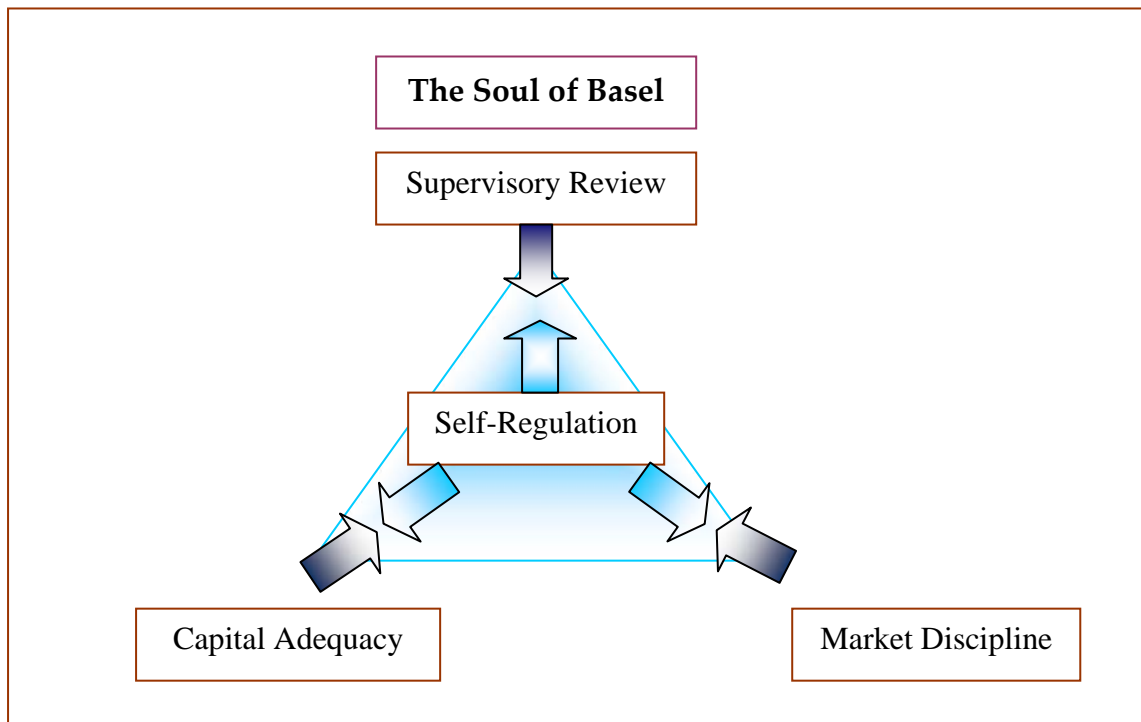 The Soul of Basel
Supervisory Review
Self-Regulation
Capital Adequacy
Market Discipline